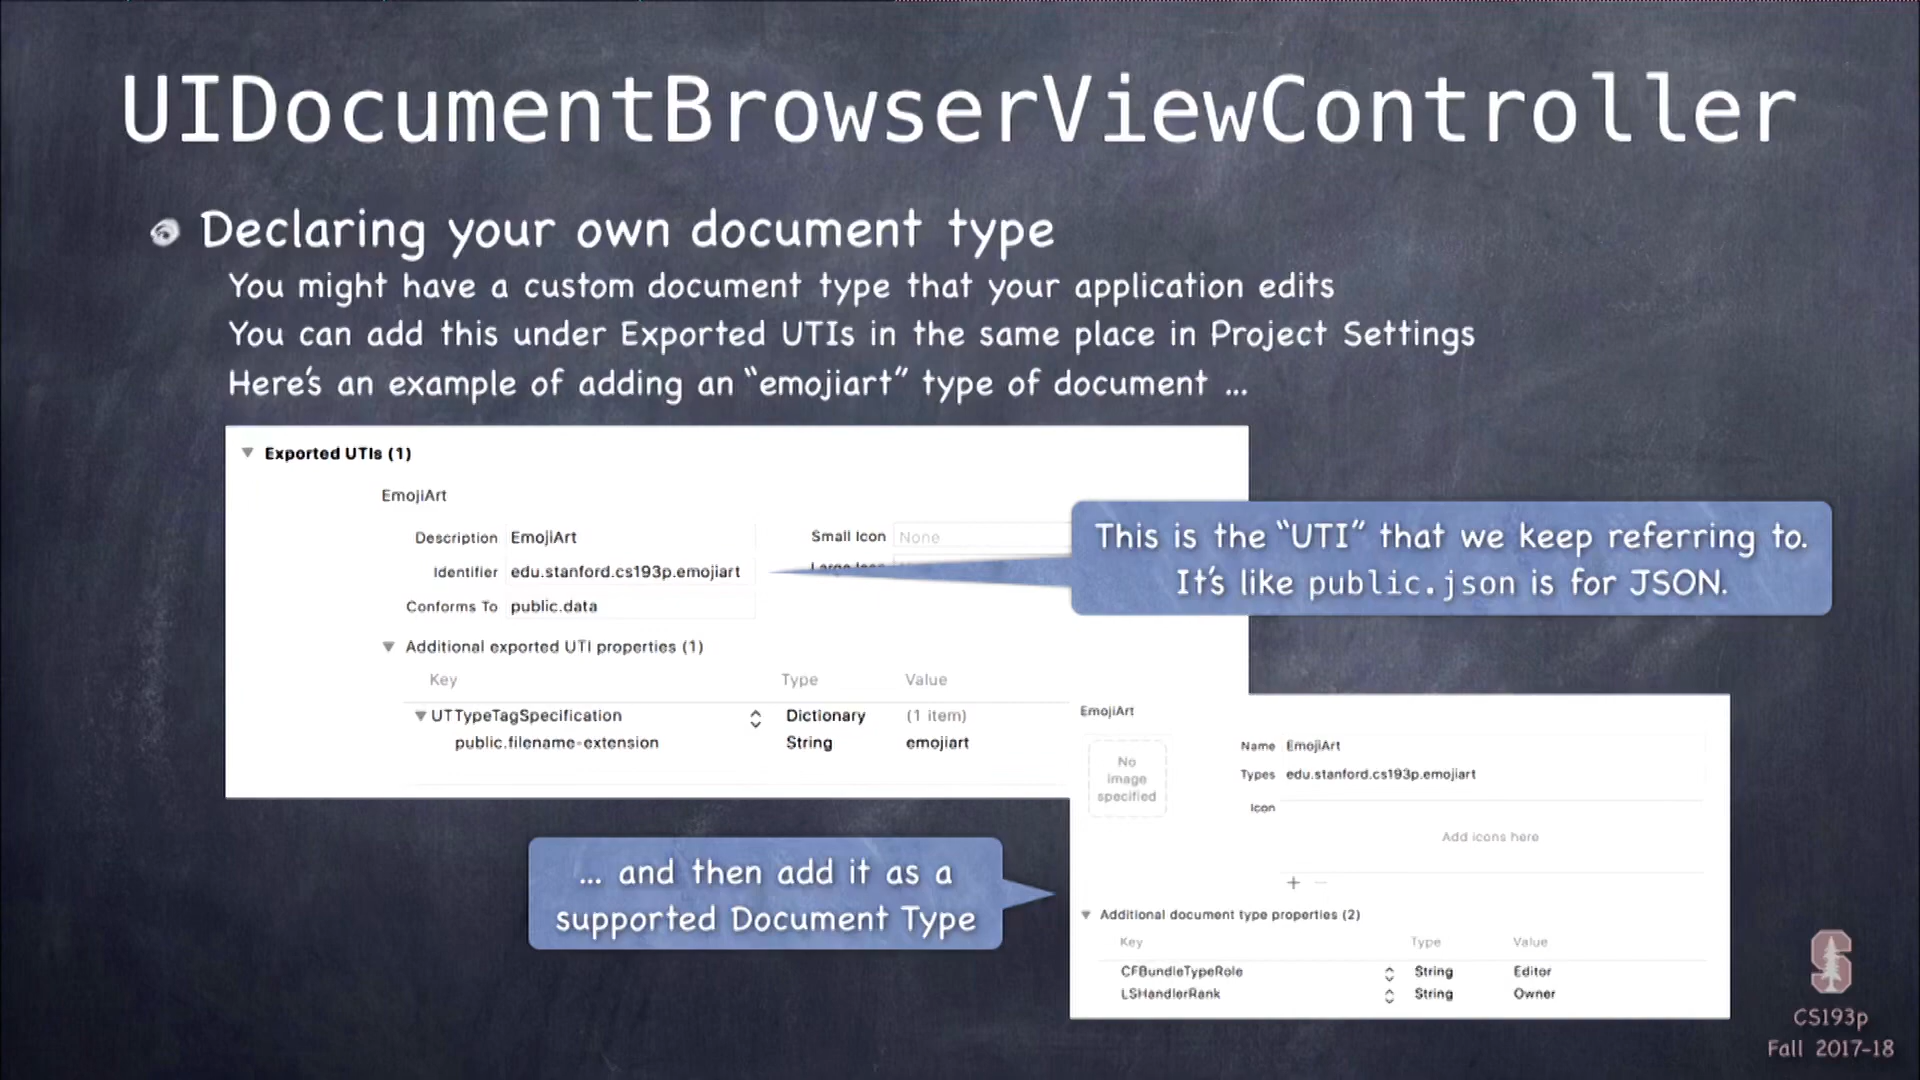 UIDocumentBrowserViewController
Declaring your own document type
You might have a custom document type that your application edits
You can add this under Exported UTIs in the same place in Project Settings
Here's an example of adding an “emojiart” type of document ...
Exported UTIs (1)
EmojiArt
Description EmojiArt
Small Icon None
Identifier edu.stanford.cs193p.emojiart
Large Icon
Conforms To public.data
This is the “UTI” that we keep referring to.
It's like public.json is for JSON.
Additional exported UTI properties (1)
Key Type Value
UTTypeTagSpecification Dictionary (1 item)
public.filename-extension String emojiart
... and then add it as a
supported Document Type
EmojiArt
No
image
specified
Name EmojiArt
Types edu.stanford.cs193p.emojiart
Icon
Add icons here
Additional document type properties (2)
Key Type Value
CFBundleTypeRole String Editor
LSHandlerRank String Owner
CS193p
Fall 2017-18